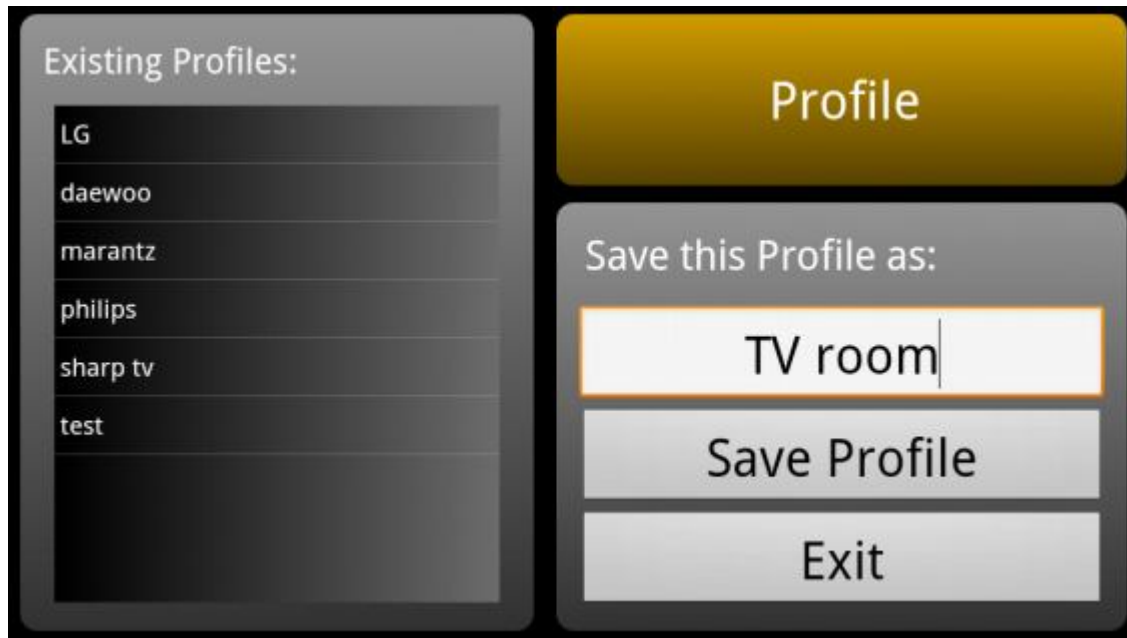 Existing Profiles:
LG
daewoo
marantz
philips
sharp tv
test
Profile
Save this Profile as:
TV room
Save Profile
Exit